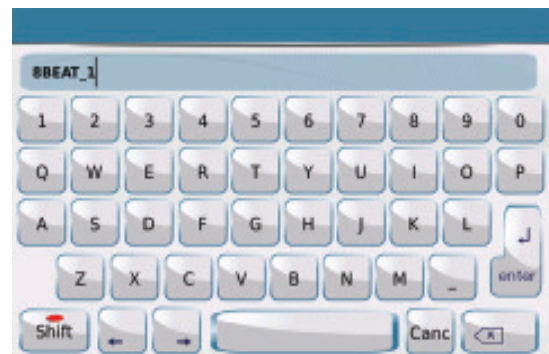 8BEAT_1
1 2 3 4 5 6 7 8 9 0
Q W E R T Y U I O P
A S D F G H J K L
Z X C V B N M _ enter
Shift ← → Canc